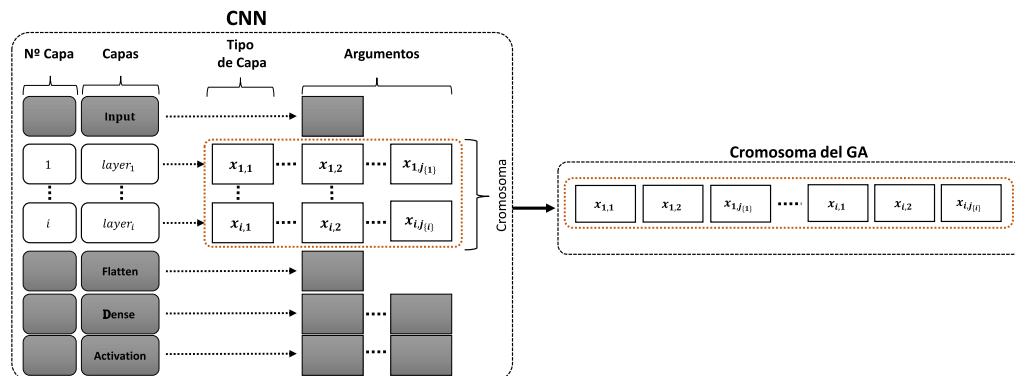 CNN
Nº Capa
Capas
Tipo
de Capa
Argumentos
Input
1
layer₁
x₁,₁
x₁,₂
x₁,j{1}
i
layerᵢ
xᵢ,₁
xᵢ,₂
xᵢ,j{i}
Flatten
Dense
Activation
Cromosoma
Cromosoma del GA
x₁,₁
x₁,₂
x₁,j{1}
xᵢ,₁
xᵢ,₂
xᵢ,j{i}